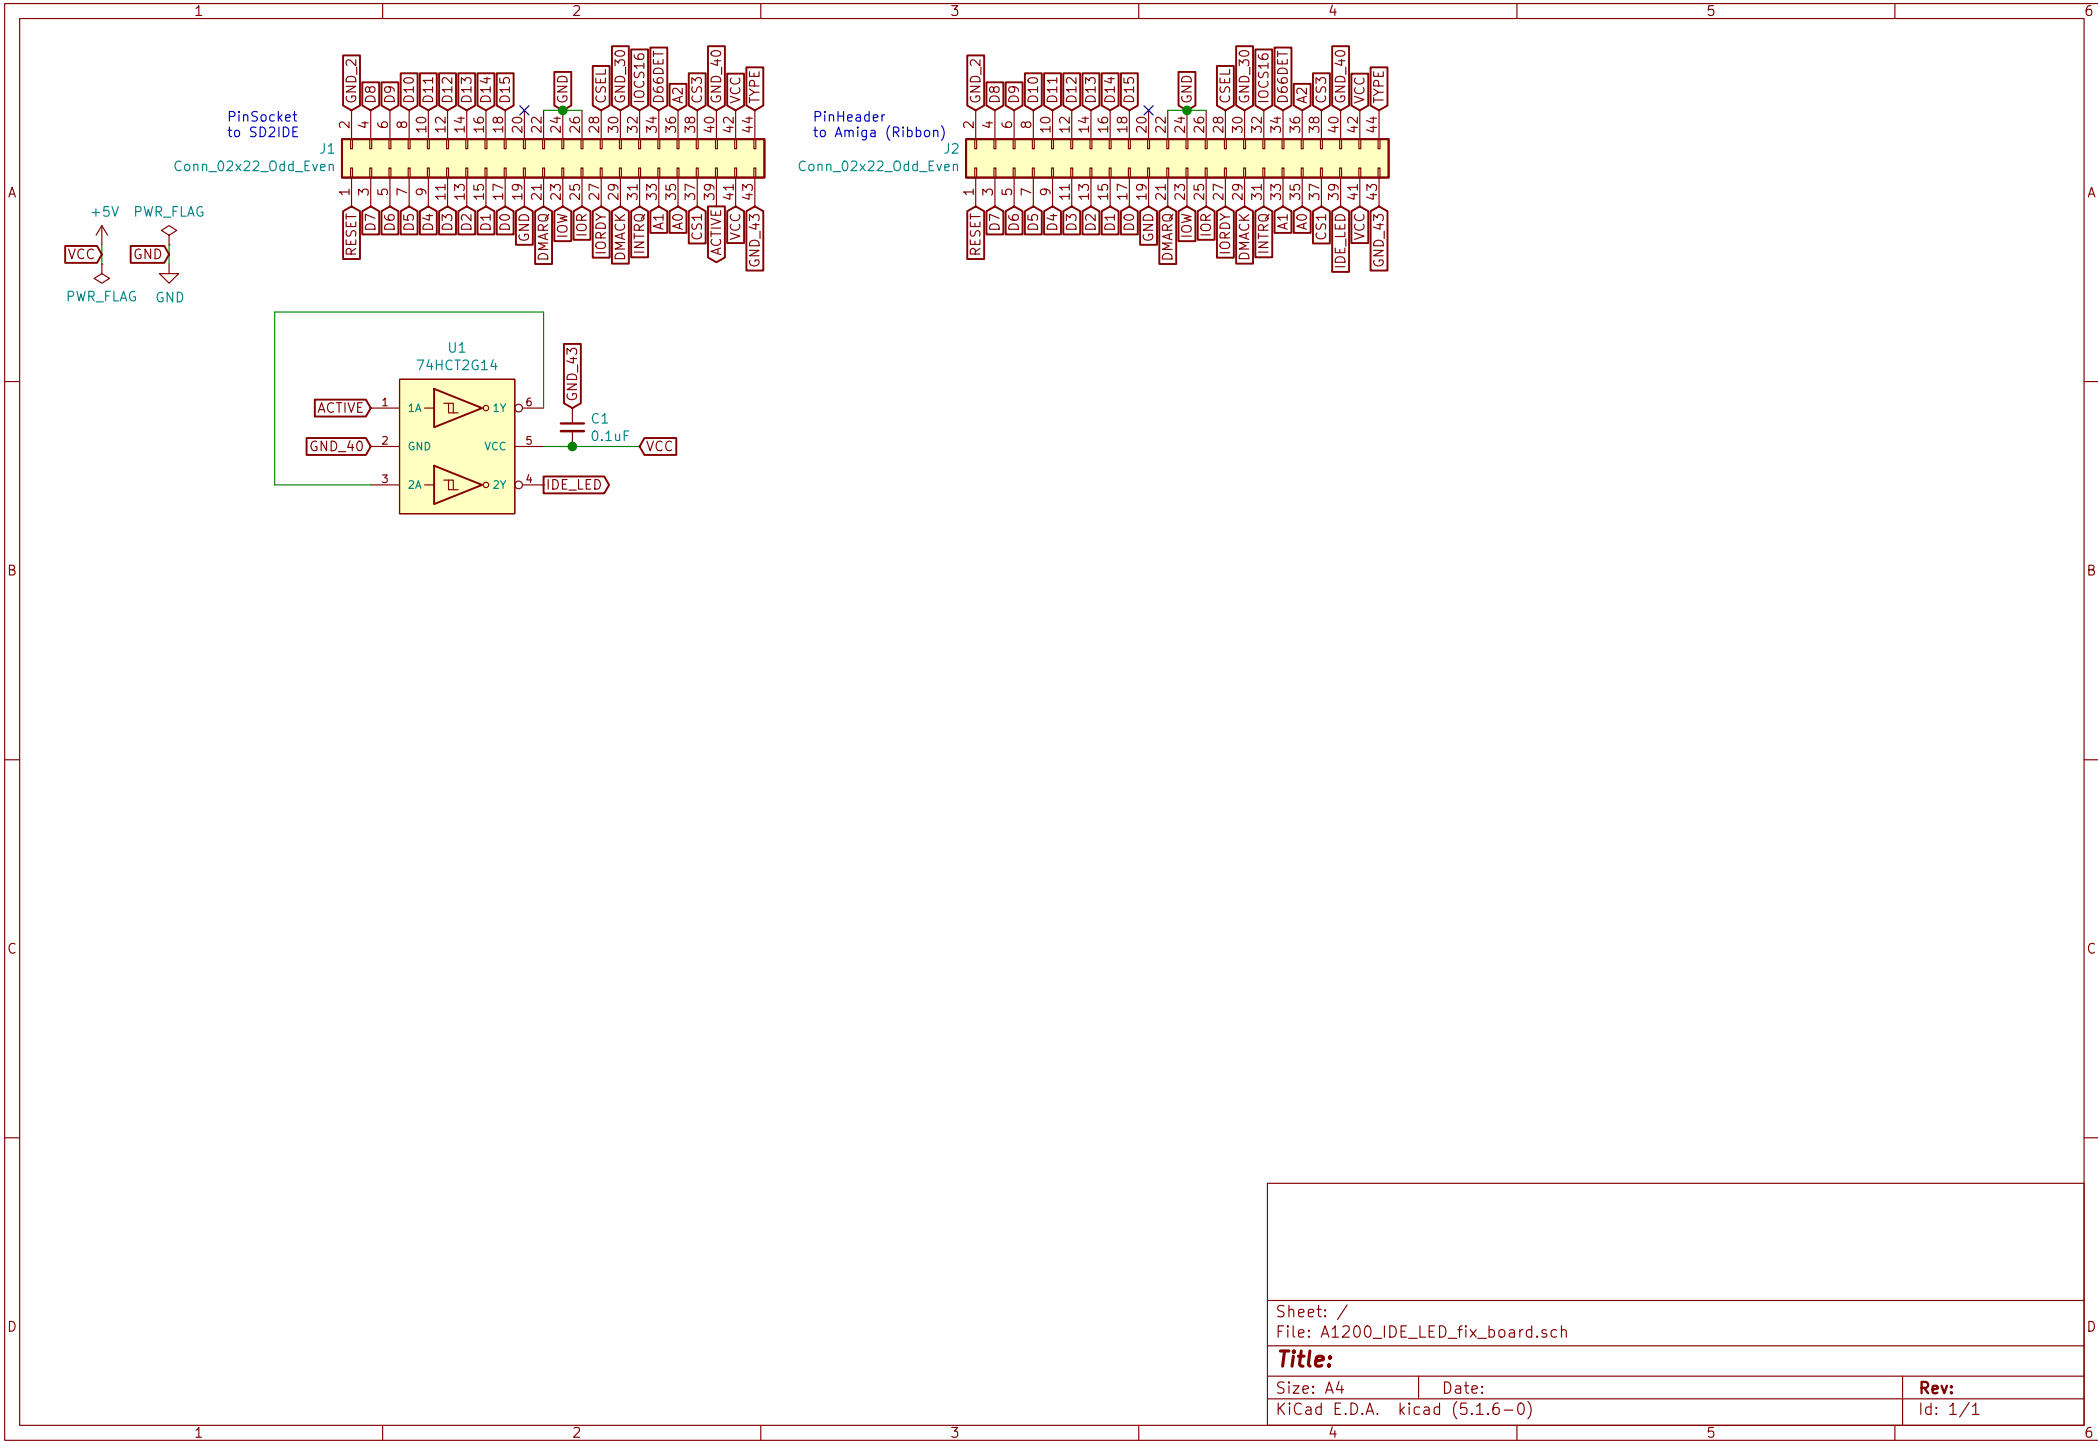 1 2 3 4 5 6
GND_2 D8 D9 D10 D11 D12 D13 D14 D15 GND CSEL GND_30 IOCS16 D66DET A2 CS3 GND_40 VCC TYPE
2 4 6 8 10 12 14 16 18 20 22 24 26 28 30 32 34 36 38 40 42 44
PinSocket
to SD2IDE
J1
Conn_02x22_Odd_Even
1 3 5 7 9 11 13 15 17 19 21 23 25 27 29 31 33 35 37 39 41 43
RESET D7 D6 D5 D4 D3 D2 D1 D0 GND DMARQ IOW IOR IORDY DMACK INTRQ A1 A0 CS1 ACTIVE VCC GND_43
GND_2 D8 D9 D10 D11 D12 D13 D14 D15 GND CSEL GND_30 IOCS16 D66DET A2 CS3 GND_40 VCC TYPE
2 4 6 8 10 12 14 16 18 20 22 24 26 28 30 32 34 36 38 40 42 44
PinHeader
to Amiga (Ribbon)
J2
Conn_02x22_Odd_Even
1 3 5 7 9 11 13 15 17 19 21 23 25 27 29 31 33 35 37 39 41 43
RESET D7 D6 D5 D4 D3 D2 D1 D0 GND DMARQ IOW IOR IORDY DMACK INTRQ A1 A0 CS1 IDE_LED VCC GND_43
A A
+5V PWR_FLAG
VCC GND
PWR_FLAG GND
U1
74HCT2G14
GND_43
ACTIVE 1 1A 1Y 6
C1
0.1uF
GND_40 2 GND VCC 5 VCC
3 2A 2Y 4 IDE_LED
B B
C C
D D
Sheet: /
File: A1200_IDE_LED_fix_board.sch
Title:
Size: A4 Date: Rev:
KiCad E.D.A. kicad (5.1.6-0) Id: 1/1
1 2 3 4 5 6